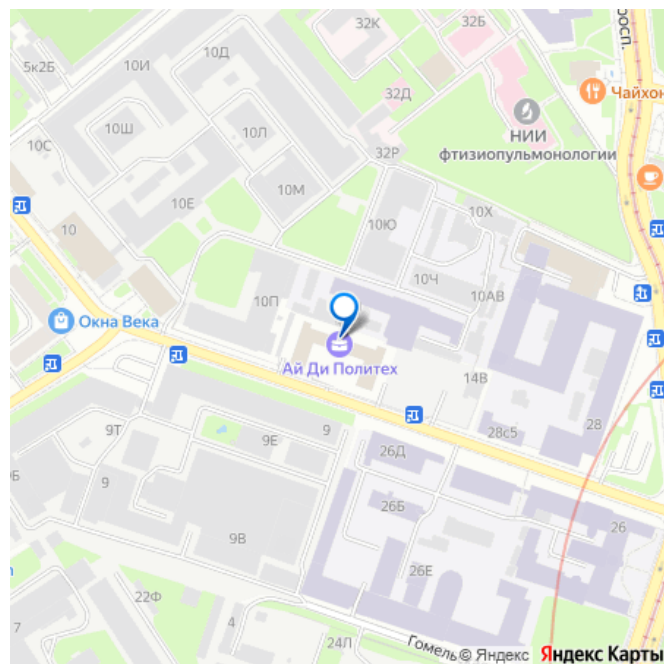 32К
32Б
просп.
10Д
5к2Б
10И
32Д
Чайхон
10Ш
10Л
НИИ
фтизиопульмонологии
10С
32Р
10М
10Е
10Х
10Ю
10
10Ч
10П
10АВ
Окна Века
Ай Ди Политех
14В
28
28с5
9Т
9Е
9
26Д
9
26Б
26
9В
26Е
22Ф
4
7
24Л
Гомель
© Яндекс Яндекс Карты